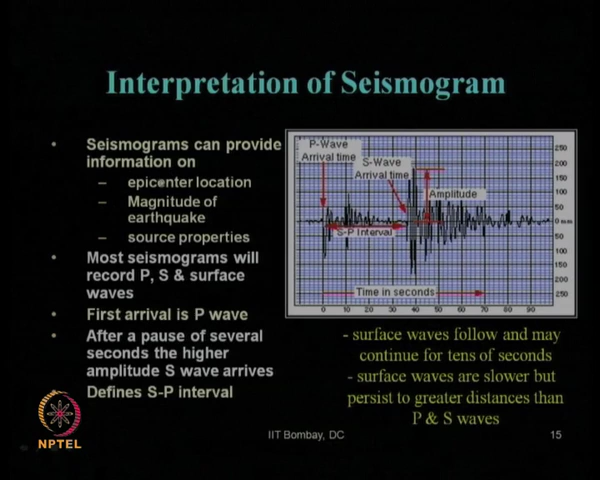 Interpretation of Seismogram
• Seismograms can provide
information on
– epicenter location
– Magnitude of
earthquake
– source properties
• Most seismograms will
record P, S & surface
waves
• First arrival is P wave
• After a pause of several
seconds the higher
amplitude S wave arrives
Defines S-P interval
P-Wave
Arrival time
S-Wave
Arrival time
Amplitude
S-P Interval
Time in seconds
250
200
150
100
50
0 mm
50
100
150
200
250
0 10 20 30 40 50 60 70 80 90
- surface waves follow and may
continue for tens of seconds
- surface waves are slower but
persist to greater distances than
P & S waves
NPTEL
IIT Bombay, DC
15